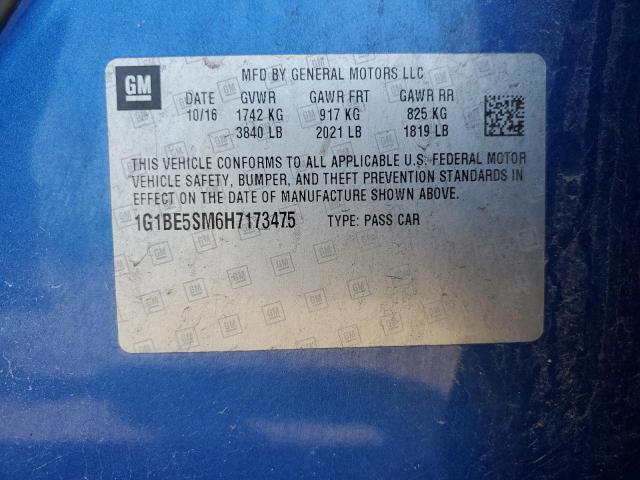 GM
MFD BY GENERAL MOTORS LLC
DATE GVWR GAWR FRT GAWR RR
10/16 1742 KG 917 KG 825 KG
3840 LB 2021 LB 1819 LB
THIS VEHICLE CONFORMS TO ALL APPLICABLE U.S. FEDERAL MOTOR
VEHICLE SAFETY, BUMPER, AND THEFT PREVENTION STANDARDS IN
EFFECT ON THE DATE OF MANUFACTURE SHOWN ABOVE.
1G1BE5SM6H7173475 TYPE: PASS CAR